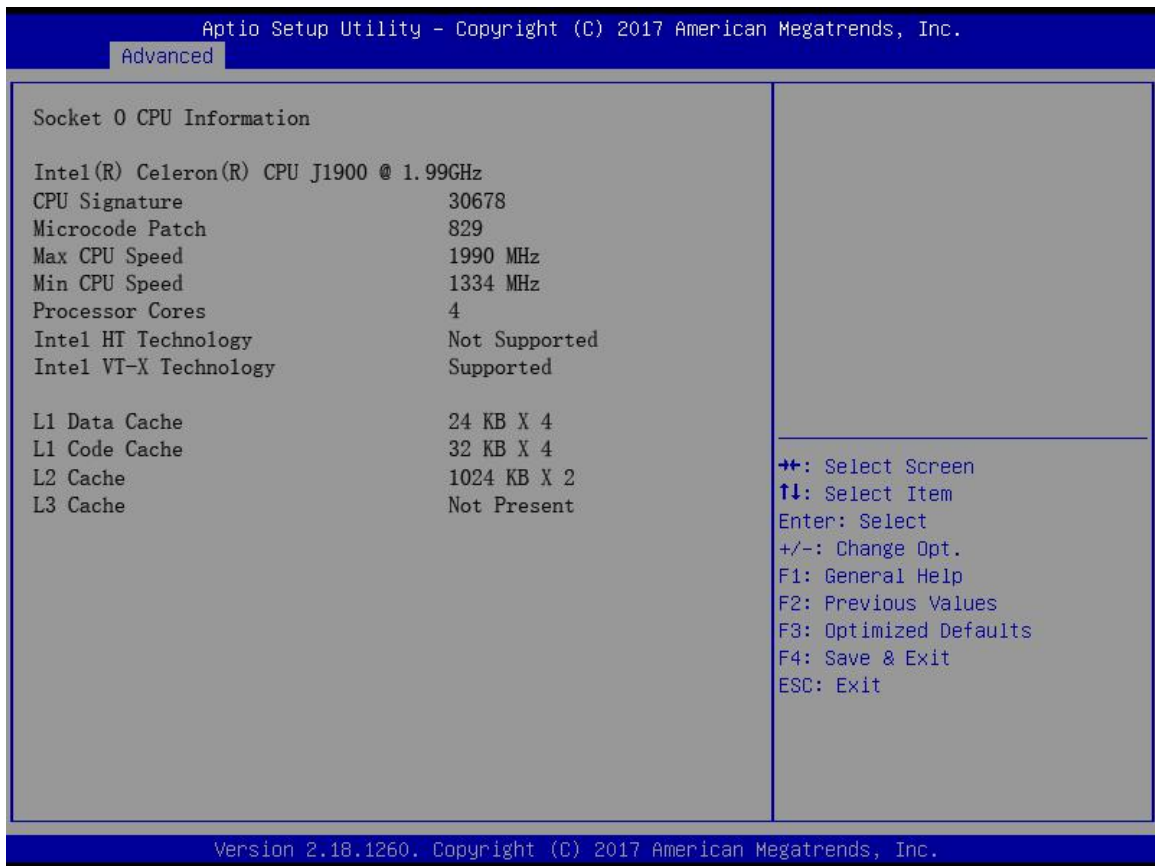 Aptio Setup Utility – Copyright (C) 2017 American Megatrends, Inc.
Advanced
Socket 0 CPU Information
Intel(R) Celeron(R) CPU J1900 @ 1.99GHz
CPU Signature 30678
Microcode Patch 829
Max CPU Speed 1990 MHz
Min CPU Speed 1334 MHz
Processor Cores 4
Intel HT Technology Not Supported
Intel VT-X Technology Supported
L1 Data Cache 24 KB X 4
L1 Code Cache 32 KB X 4
L2 Cache 1024 KB X 2
L3 Cache Not Present
→←: Select Screen
↑↓: Select Item
Enter: Select
+/-: Change Opt.
F1: General Help
F2: Previous Values
F3: Optimized Defaults
F4: Save & Exit
ESC: Exit
Version 2.18.1260. Copyright (C) 2017 American Megatrends, Inc.